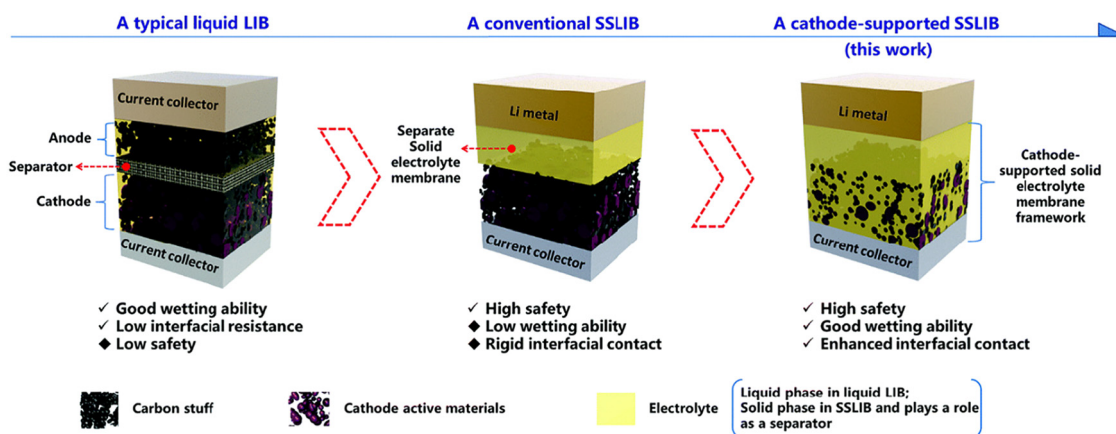 A typical liquid LIB
A conventional SSLIB
A cathode-supported SSLIB
(this work)
Current collector
Anode
Separator
Cathode
Current collector
Li metal
Separate
Solid
electrolyte
membrane
Current collector
Li metal
Cathode-
supported solid
electrolyte
membrane
framework
Current collector
✓ Good wetting ability
✓ Low interfacial resistance
◆ Low safety
✓ High safety
◆ Low wetting ability
◆ Rigid interfacial contact
✓ High safety
✓ Good wetting ability
✓ Enhanced interfacial contact
Carbon stuff
Cathode active materials
Electrolyte
Liquid phase in liquid LIB;
Solid phase in SSLIB and plays a role
as a separator